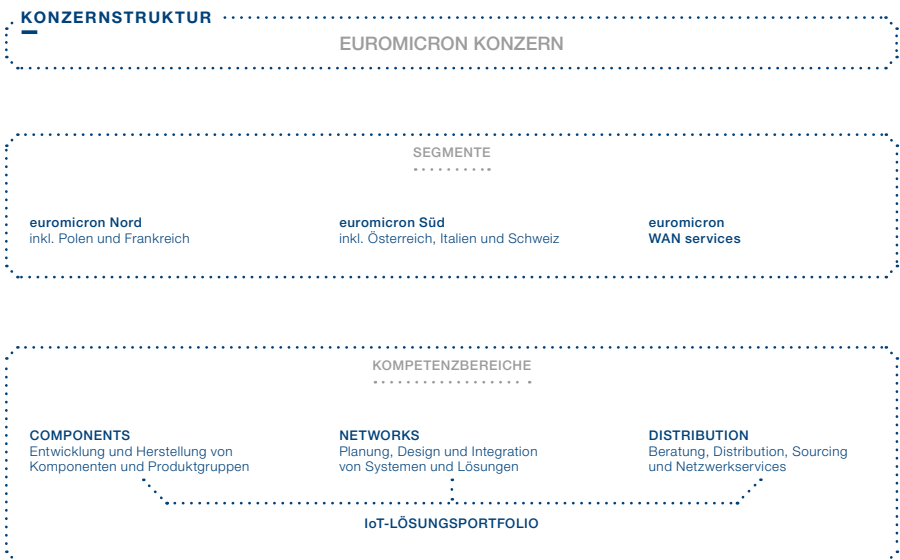 KONZERNSTRUKTUR
EUROMICRON KONZERN
SEGMENTE
euromicron Nord
inkl. Polen und Frankreich
euromicron Süd
inkl. Österreich, Italien und Schweiz
euromicron
WAN services
KOMPETENZBEREICHE
COMPONENTS
Entwicklung und Herstellung von
Komponenten und Produktgruppen
NETWORKS
Planung, Design und Integration
von Systemen und Lösungen
DISTRIBUTION
Beratung, Distribution, Sourcing
und Netzwerkservices
IoT-LÖSUNGSPORTFOLIO